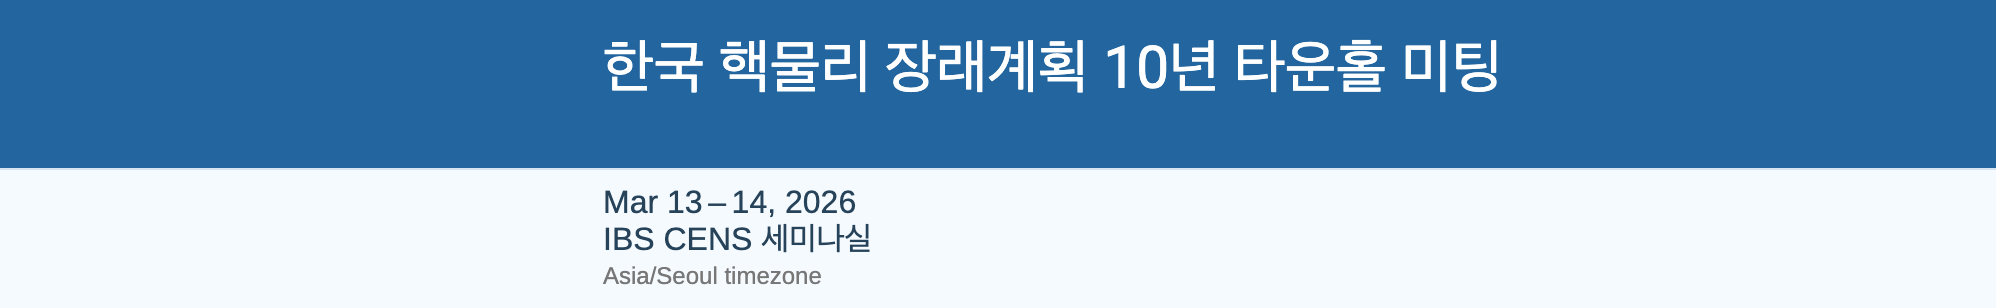 한국 핵물리 장래계획 10년 타운홀 미팅
Mar 13 – 14, 2026
IBS CENS 세미나실
Asia/Seoul timezone